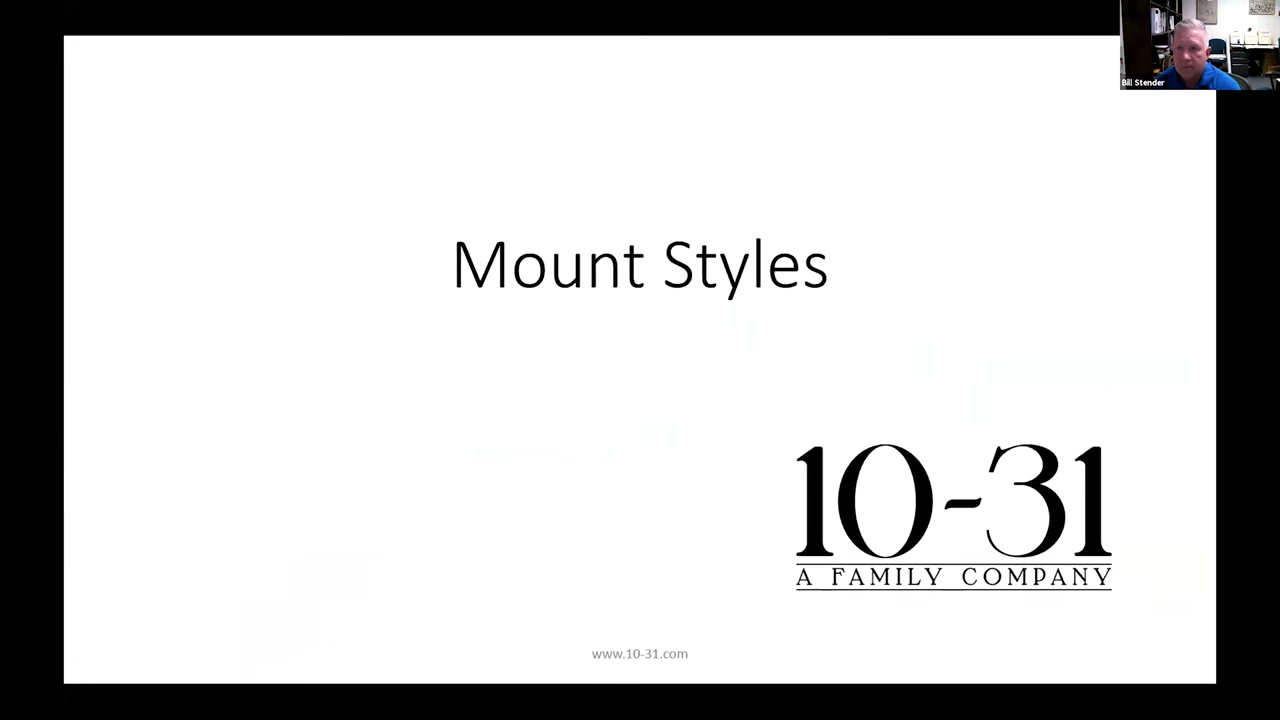 Bill Stender
Mount Styles
10-31
A FAMILY COMPANY
www.10-31.com